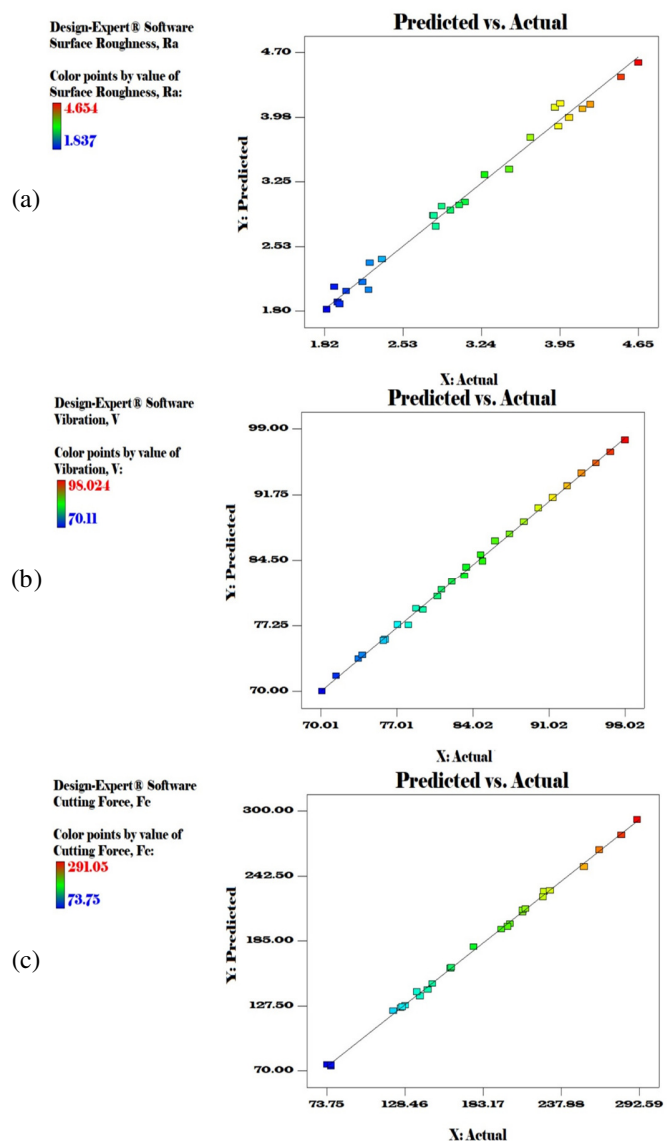 Design-Expert® Software
Surface Roughness, Ra
Color points by value of
Surface Roughness, Ra:
4.654
1.837
(a)
Predicted vs. Actual
Y: Predicted
4.70
3.98
3.25
2.53
1.80
1.82
2.53
3.24
3.95
4.65
X: Actual
Design-Expert® Software
Vibration, V
Color points by value of
Vibration, V:
98.024
70.11
(b)
Predicted vs. Actual
Y: Predicted
99.00
91.75
84.50
77.25
70.00
70.01
77.01
84.02
91.02
98.02
X: Actual
Design-Expert® Software
Cutting Force, Fc
Color points by value of
Cutting Force, Fc:
291.05
73.75
(c)
Predicted vs. Actual
Y: Predicted
300.00
242.50
185.00
127.50
70.00
73.75
128.46
183.17
237.88
292.59
X: Actual